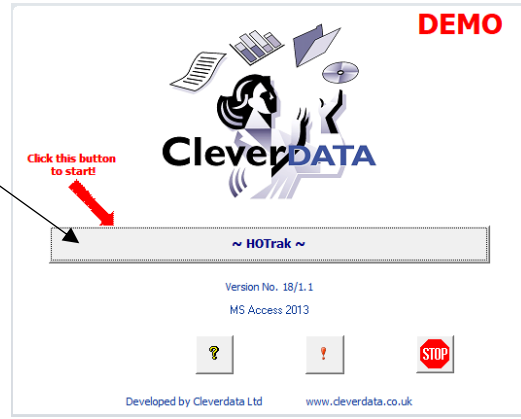 DEMO
CleverDATA
Click this button
to start!
~ HOTrak ~
Version No. 18/1.1
MS Access 2013
?
!
STOP
Developed by Cleverdata Ltd www.cleverdata.co.uk